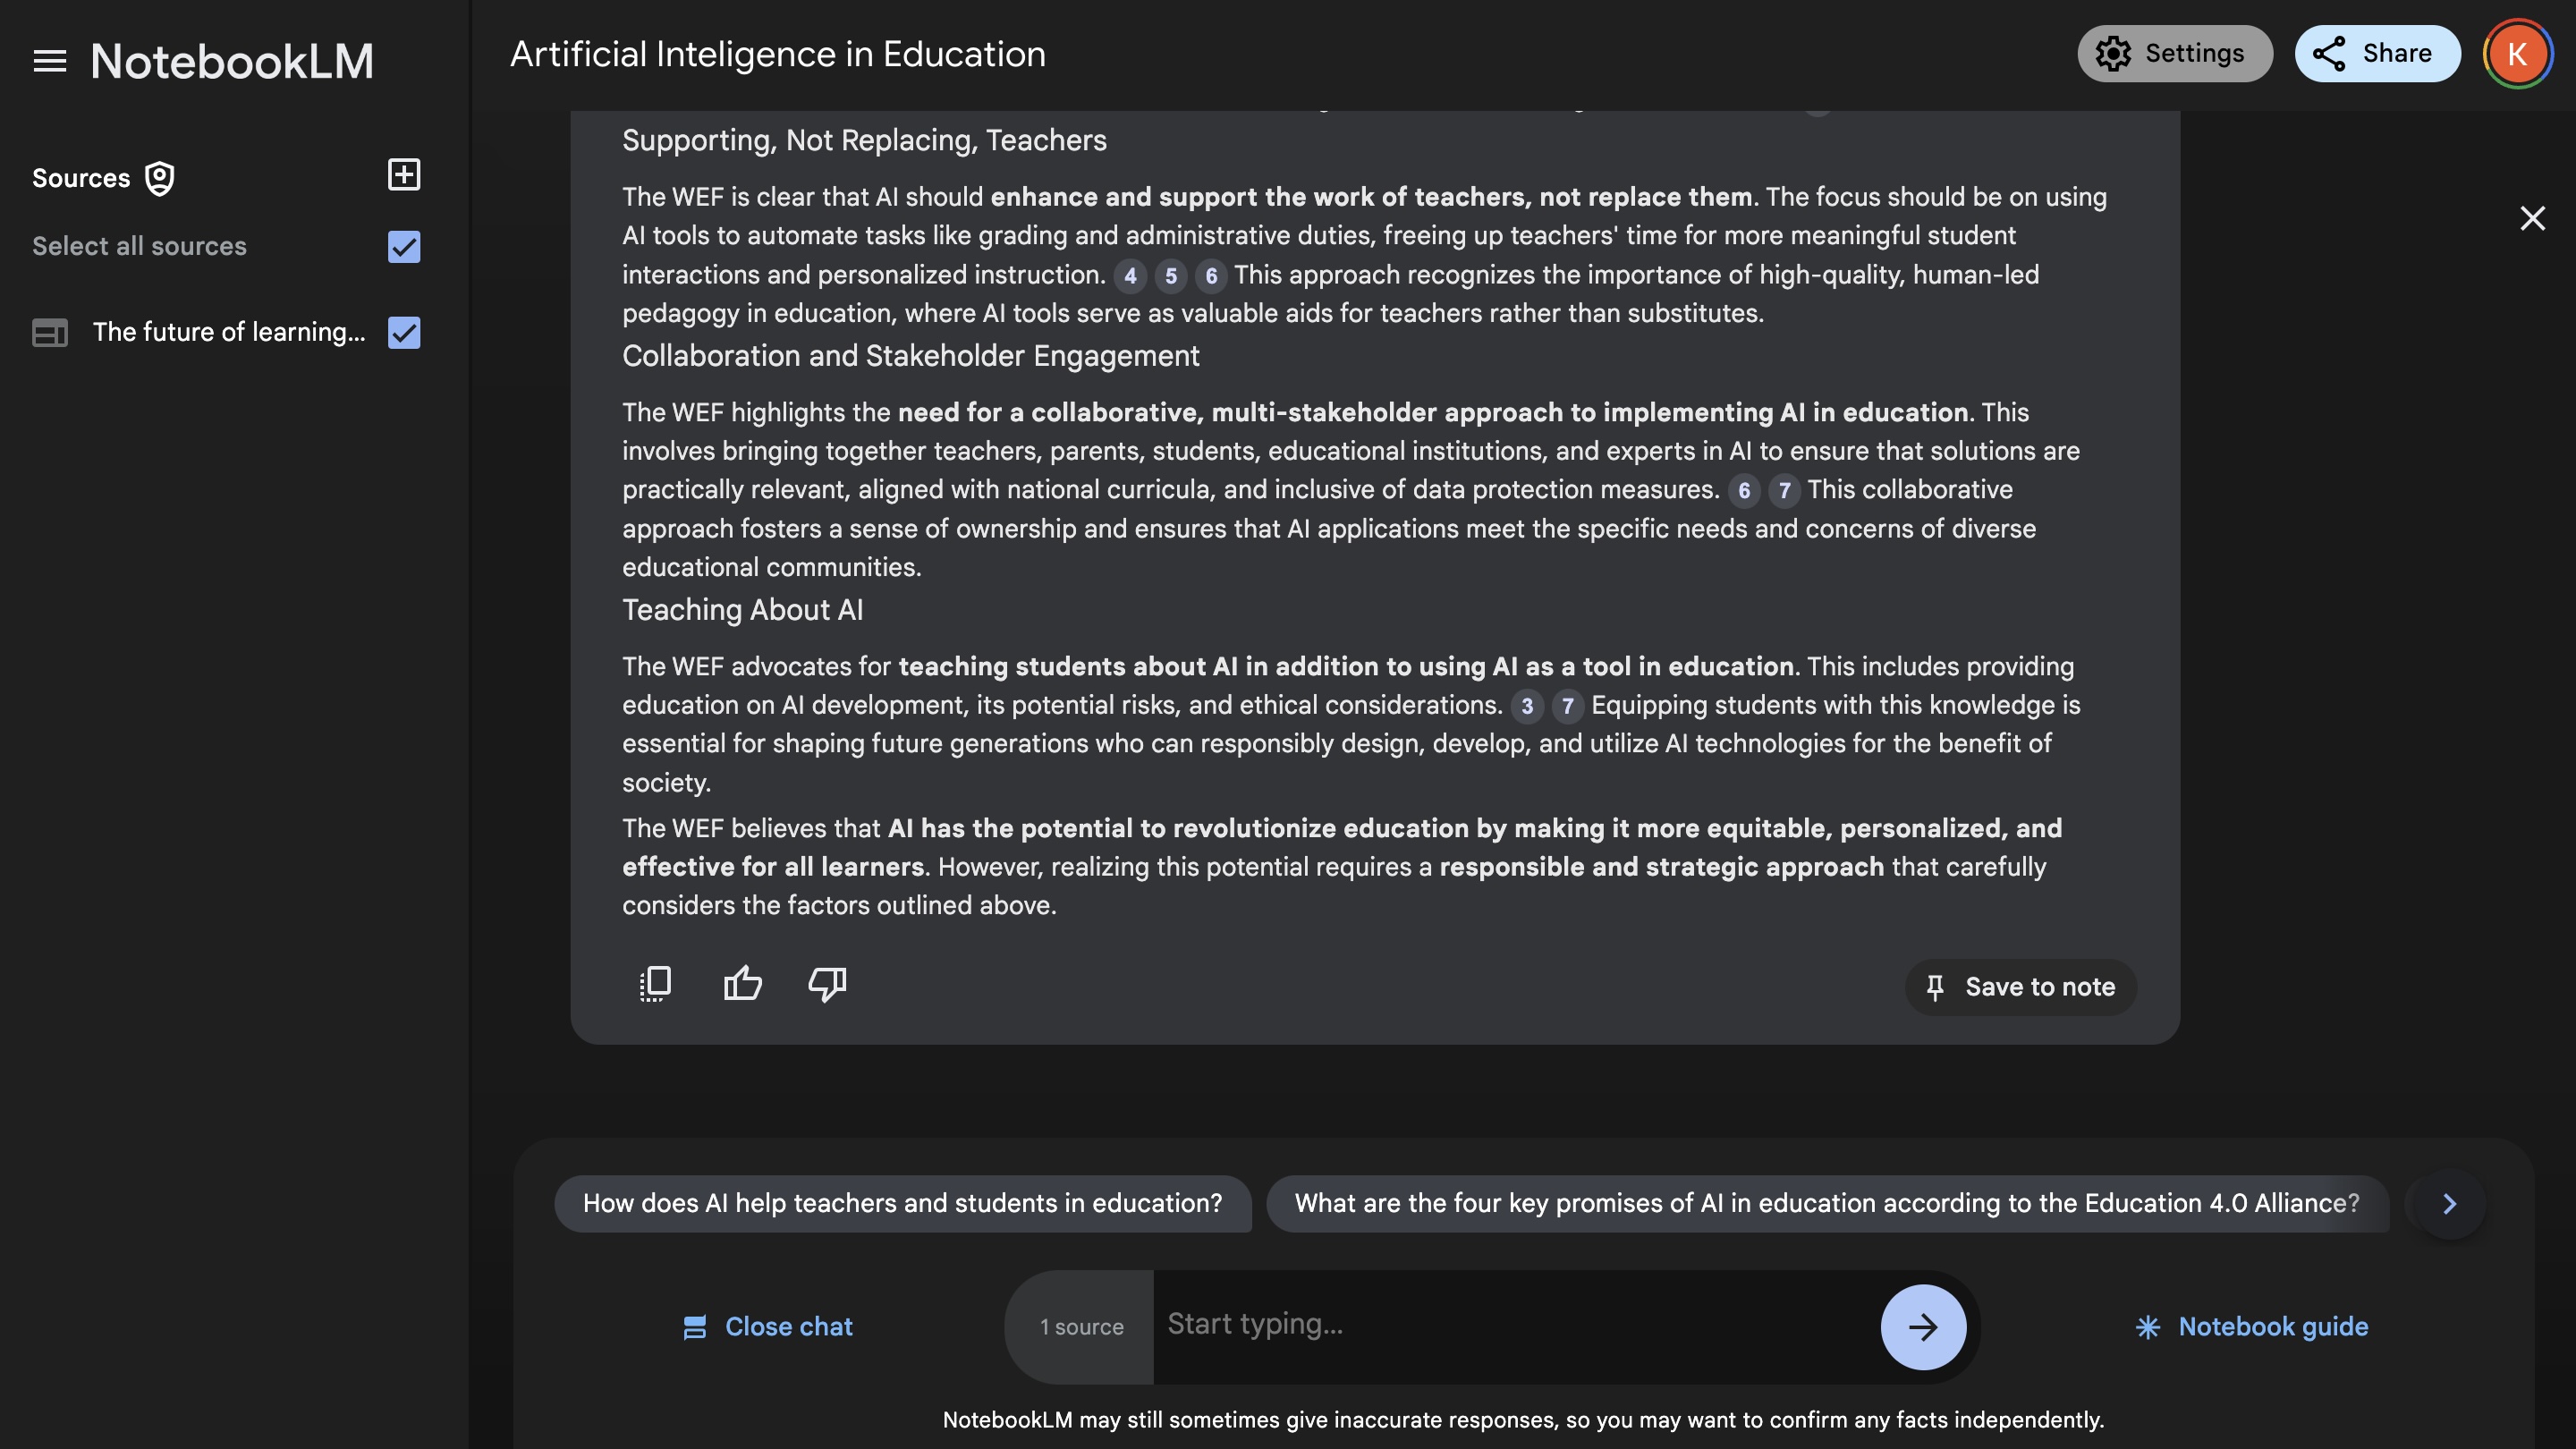 NotebookLM
Artificial Inteligence in Education
Settings
Share
K
Sources
Select all sources
The future of learning...
Supporting, Not Replacing, Teachers
The WEF is clear that AI should enhance and support the work of teachers, not replace them. The focus should be on using
AI tools to automate tasks like grading and administrative duties, freeing up teachers' time for more meaningful student
interactions and personalized instruction. 4 5 6 This approach recognizes the importance of high-quality, human-led
pedagogy in education, where AI tools serve as valuable aids for teachers rather than substitutes.
Collaboration and Stakeholder Engagement
The WEF highlights the need for a collaborative, multi-stakeholder approach to implementing AI in education. This
involves bringing together teachers, parents, students, educational institutions, and experts in AI to ensure that solutions are
practically relevant, aligned with national curricula, and inclusive of data protection measures. 6 7 This collaborative
approach fosters a sense of ownership and ensures that AI applications meet the specific needs and concerns of diverse
educational communities.
Teaching About AI
The WEF advocates for teaching students about AI in addition to using AI as a tool in education. This includes providing
education on AI development, its potential risks, and ethical considerations. 3 7 Equipping students with this knowledge is
essential for shaping future generations who can responsibly design, develop, and utilize AI technologies for the benefit of
society.
The WEF believes that AI has the potential to revolutionize education by making it more equitable, personalized, and
effective for all learners. However, realizing this potential requires a responsible and strategic approach that carefully
considers the factors outlined above.
Save to note
How does AI help teachers and students in education?
What are the four key promises of AI in education according to the Education 4.0 Alliance?
Close chat
1 source
Start typing...
Notebook guide
NotebookLM may still sometimes give inaccurate responses, so you may want to confirm any facts independently.